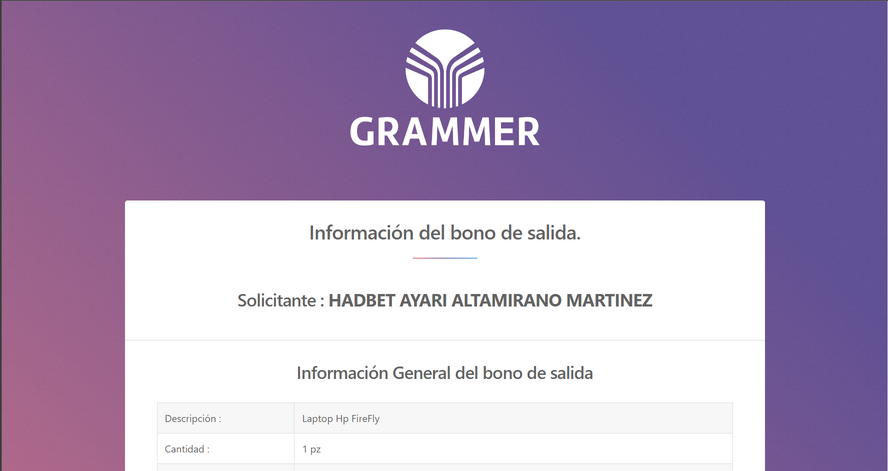 GRAMMER
Información del bono de salida.
Solicitante : HADBET AYARI ALTAMIRANO MARTINEZ
Información General del bono de salida
Descripción : Laptop Hp FireFly
Cantidad : 1 pz